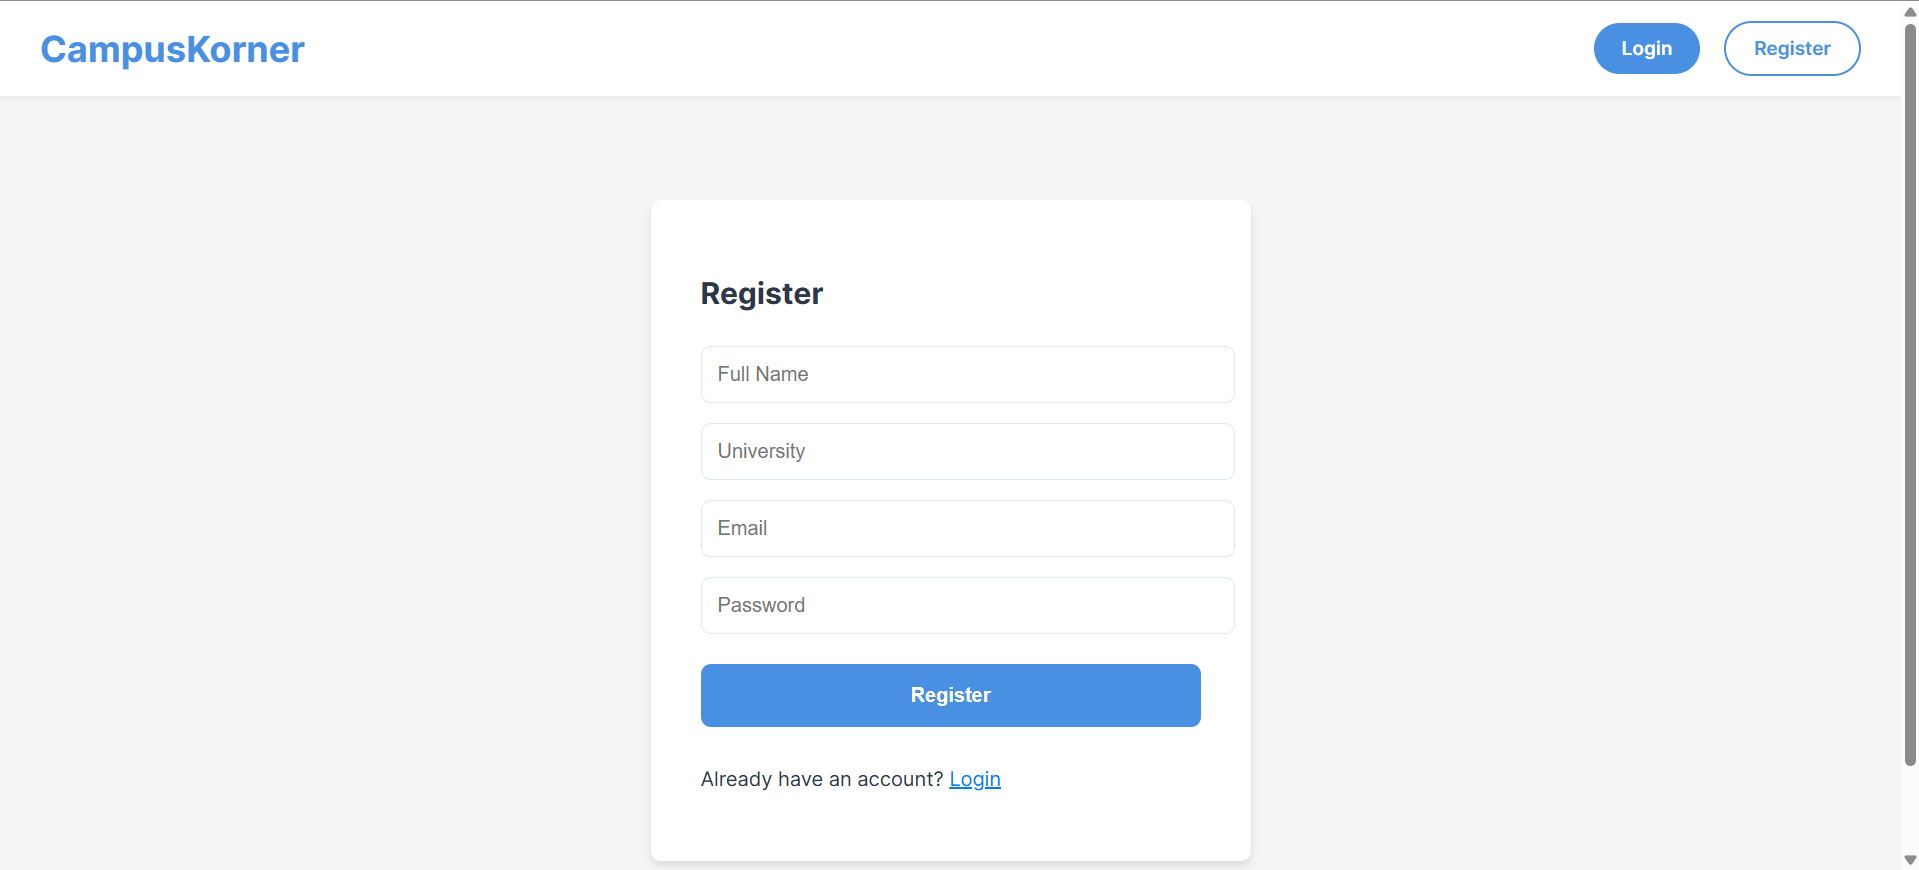 CampusKorner
Login
Register
Register
Full Name
University
Email
Password
Register
Already have an account? Login